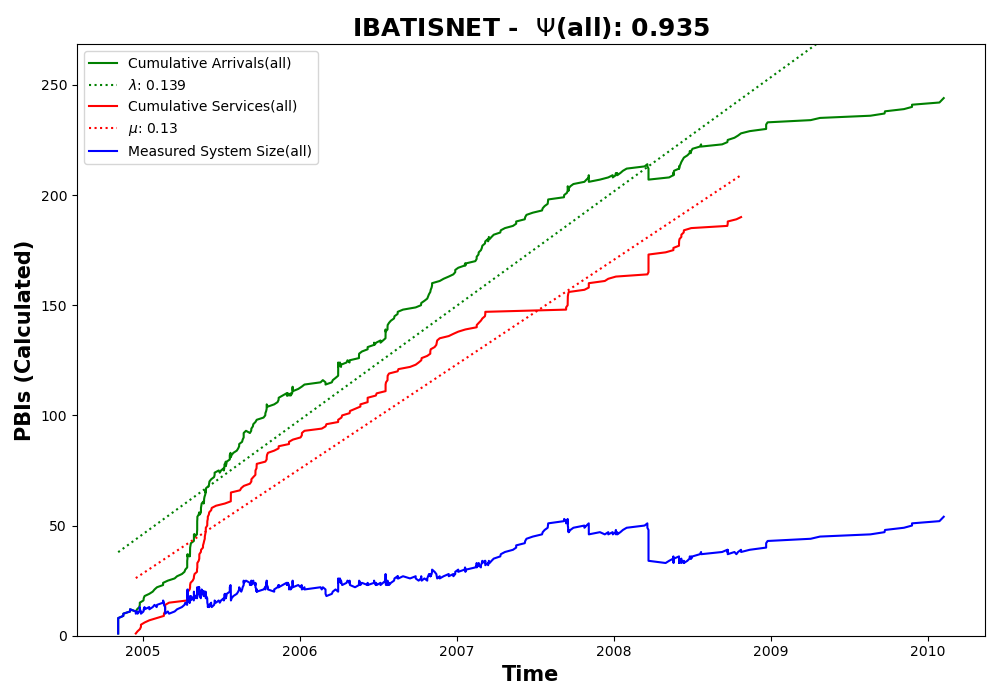 IBATISNET - Ψ(all): 0.935
Cumulative Arrivals(all)
λ: 0.139
Cumulative Services(all)
μ: 0.13
Measured System Size(all)
PBIs (Calculated)
250
200
150
100
50
0
2005 2006 2007 2008 2009 2010
Time